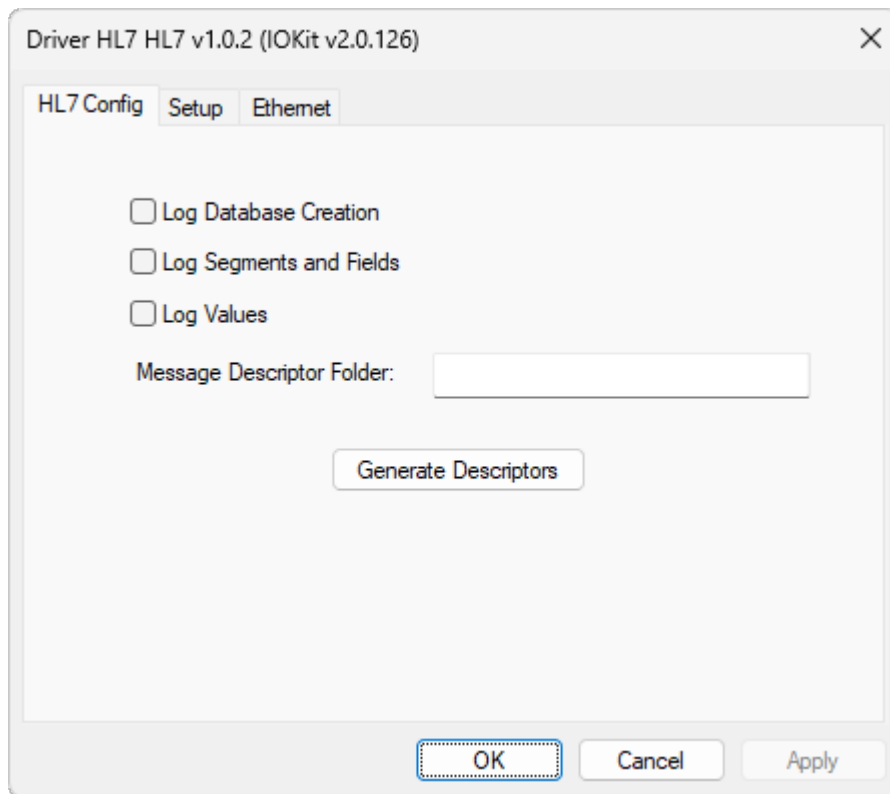 Driver HL7 HL7 v1.0.2 (IOKit v2.0.126)
HL7 Config Setup Ethernet
Log Database Creation
Log Segments and Fields
Log Values
Message Descriptor Folder:
Generate Descriptors
OK Cancel Apply